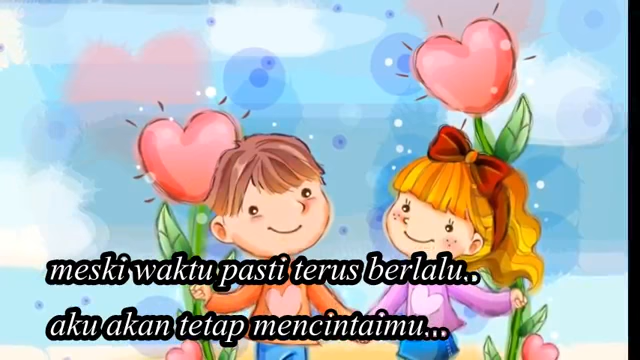 meski waktu pasti terus berlalu..
aku akan tetap mencintaimu...